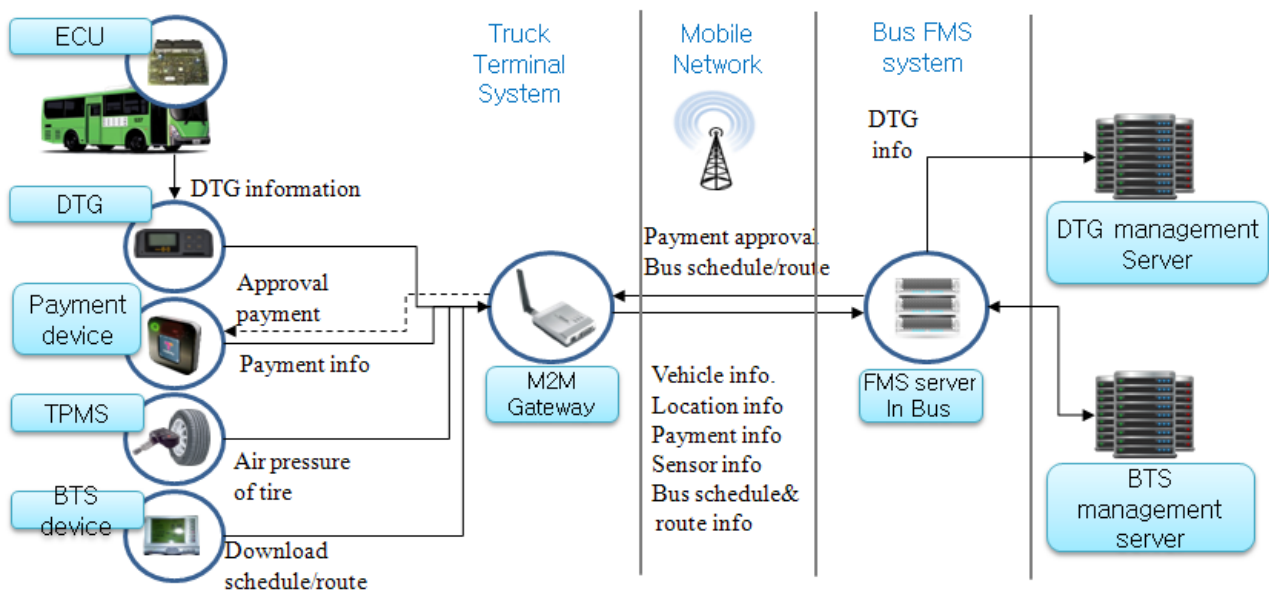 ECU
Truck
Terminal
System
Mobile
Network
Bus FMS
system
DTG
info
DTG information
DTG
Approval
payment
Payment
device
Payment info
TPMS
Air pressure
of tire
BTS
device
Download
schedule/route
M2M
Gateway
Payment approval
Bus schedule/route
Vehicle info.
Location info
Payment info
Sensor info
Bus schedule&
route info
FMS server
In Bus
DTG management
Server
BTS
management
server